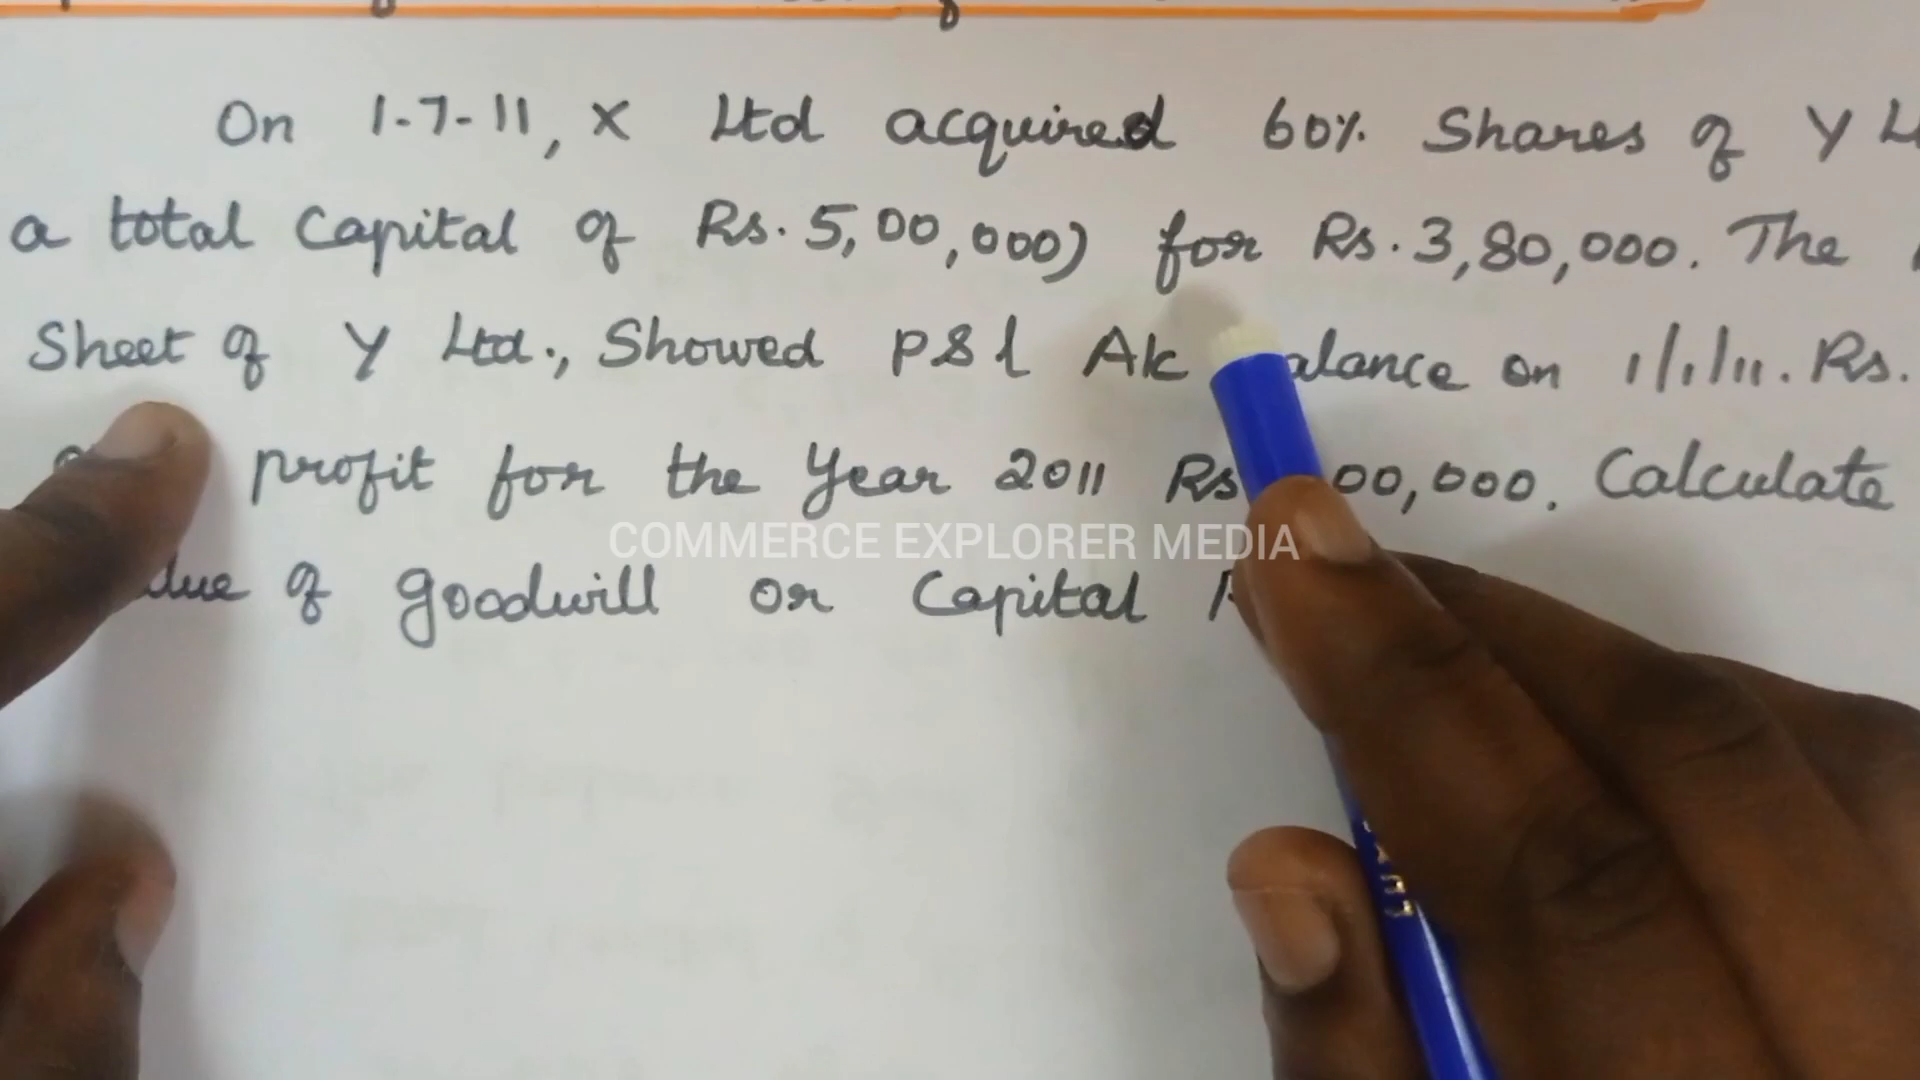 On 1-7-11, X Ltd acquired 60% Shares of Y
a total Capital of Rs. 5,00,000) for Rs. 3,80,000. The
Sheet of Y Ltd., Showed P&l A/c on 1/1/11. Rs.
profit for the Year 2011 Rs 00,000. Calculate
of goodwill or Capital
COMMERCE EXPLORER MEDIA